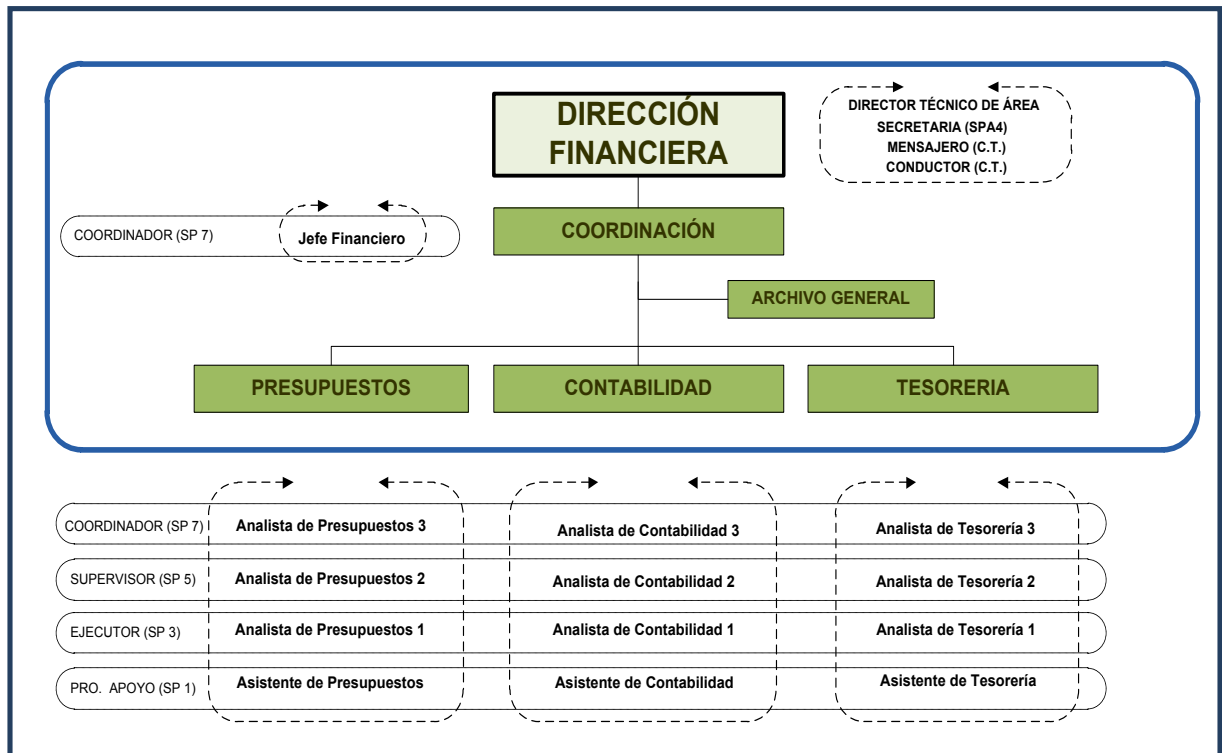 DIRECCIÓN
FINANCIERA
DIRECTOR TÉCNICO DE ÁREA
SECRETARIA (SPA4)
MENSAJERO (C.T.)
CONDUCTOR (C.T.)
COORDINADOR (SP 7)
Jefe Financiero
COORDINACIÓN
ARCHIVO GENERAL
PRESUPUESTOS
CONTABILIDAD
TESORERIA
COORDINADOR (SP 7)
Analista de Presupuestos 3
Analista de Contabilidad 3
Analista de Tesorería 3
SUPERVISOR (SP 5)
Analista de Presupuestos 2
Analista de Contabilidad 2
Analista de Tesorería 2
EJECUTOR (SP 3)
Analista de Presupuestos 1
Analista de Contabilidad 1
Analista de Tesorería 1
PRO. APOYO (SP 1)
Asistente de Presupuestos
Asistente de Contabilidad
Asistente de Tesorería